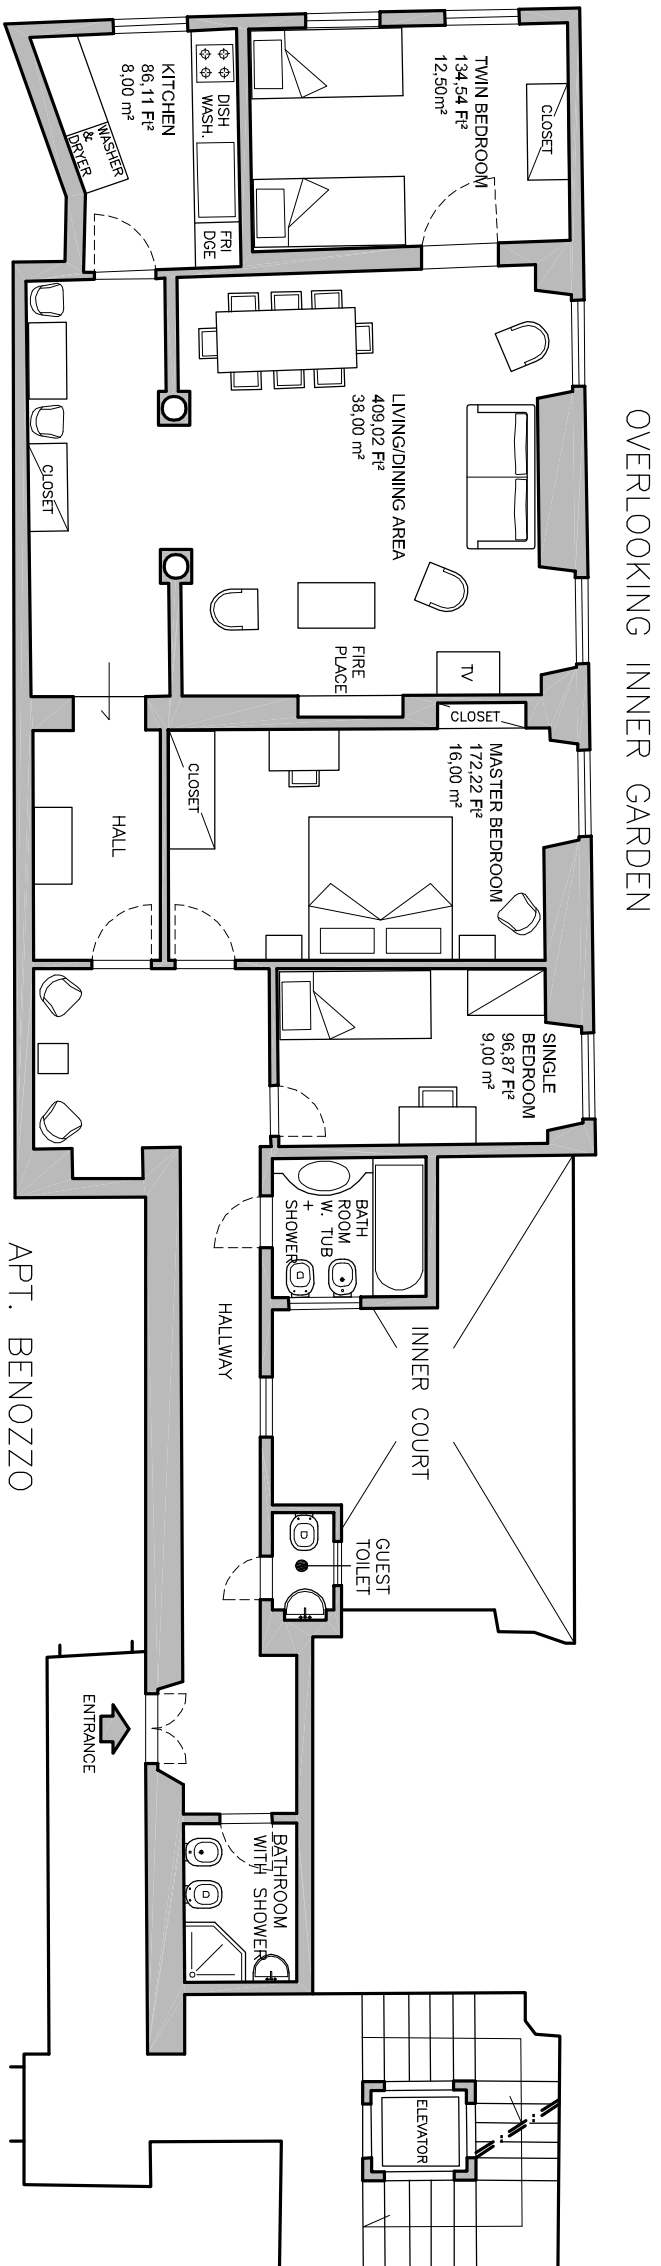 OVERLOOKING INNER GARDEN
KITCHEN
86,11 Ft²
8,00 m²
DISH
WASH.
FRI
DGE
WASHER
&
DRYER
TWIN BEDROOM
134,54 Ft²
12,50m²
CLOSET
LIVING/DINING AREA
409,02 Ft²
38,00 m²
CLOSET
FIRE
PLACE
TV
CLOSET
MASTER BEDROOM
172,22 Ft²
16,00 m²
CLOSET
HALL
SINGLE
BEDROOM
96,87 Ft²
9,00 m²
BATH
ROOM
W. TUB
+
SHOWER
HALLWAY
INNER COURT
GUEST
TOILET
ENTRANCE
BATHROOM
WITH SHOWER
ELEVATOR
APT. BENOZZO